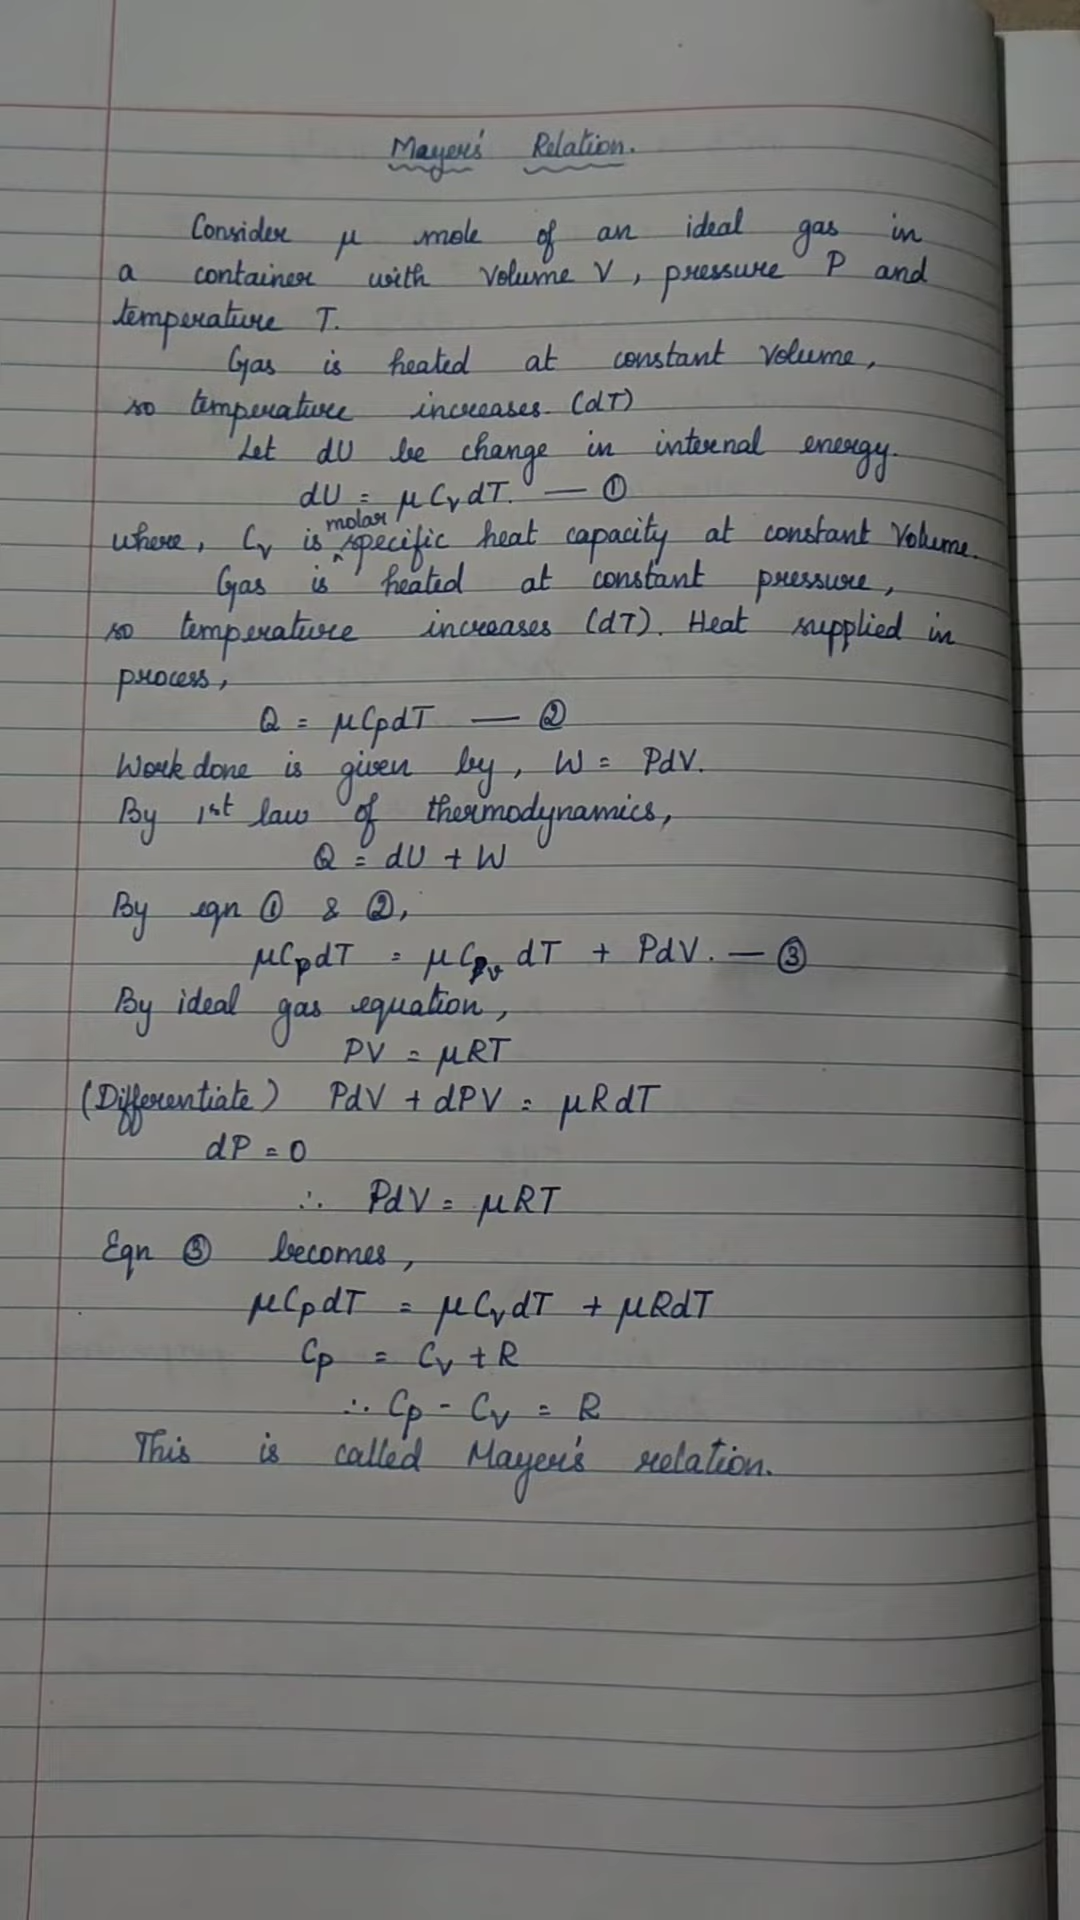 Mayer's Relation.
Consider μ mole of an ideal gas in
a container with volume V, pressure P and
temperature T.
Gas is heated at constant volume,
so temperature increases. (dT)
Let dU be change in internal energy.
dU = μCvdT. — ①
where, Cv is molar specific heat capacity at constant volume.
Gas is heated at constant pressure,
so temperature increases (dT). Heat supplied in
process,
Q = μCpdT — ②
Work done is given by, W = PdV.
By 1st law of thermodynamics,
Q = dU + W
By eqn ① & ②,
μCpdT = μCv dT + PdV. — ③
By ideal gas equation,
PV = μRT
(Differentiate) PdV + dPV = μRdT
dP = 0
∴ PdV = μRT
Eqn ③ becomes,
μCpdT = μCvdT + μRdT
Cp = Cv + R
∴ Cp - Cv = R
This is called Mayer's relation.